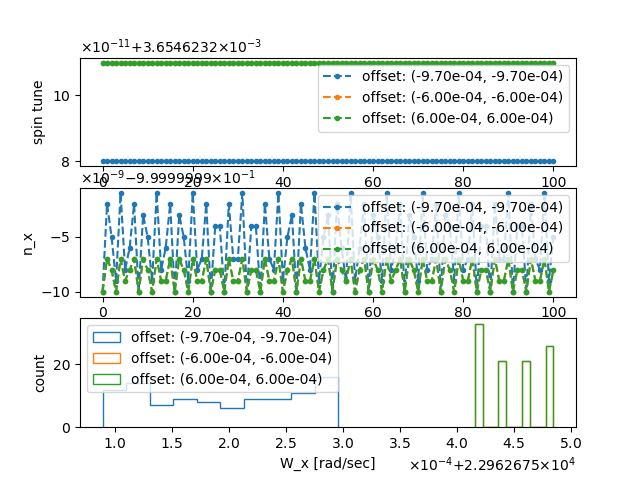 ×10⁻¹¹+3.6546232×10⁻³
10
8
spin tune
offset: (-9.70e-04, -9.70e-04)
offset: (-6.00e-04, -6.00e-04)
offset: (6.00e-04, 6.00e-04)
0 20 40 60 80 100
×10⁻⁹−9.9999909×10⁻¹
−5
−10
n_x
offset: (-9.70e-04, -9.70e-04)
offset: (-6.00e-04, -6.00e-04)
offset: (6.00e-04, 6.00e-04)
0 20 40 60 80 100
20
0
count
offset: (-9.70e-04, -9.70e-04)
offset: (-6.00e-04, -6.00e-04)
offset: (6.00e-04, 6.00e-04)
1.0 1.5 2.0 2.5 3.0 3.5 4.0 4.5 5.0
W_x [rad/sec]
×10⁻⁴+2.2962675×10⁴